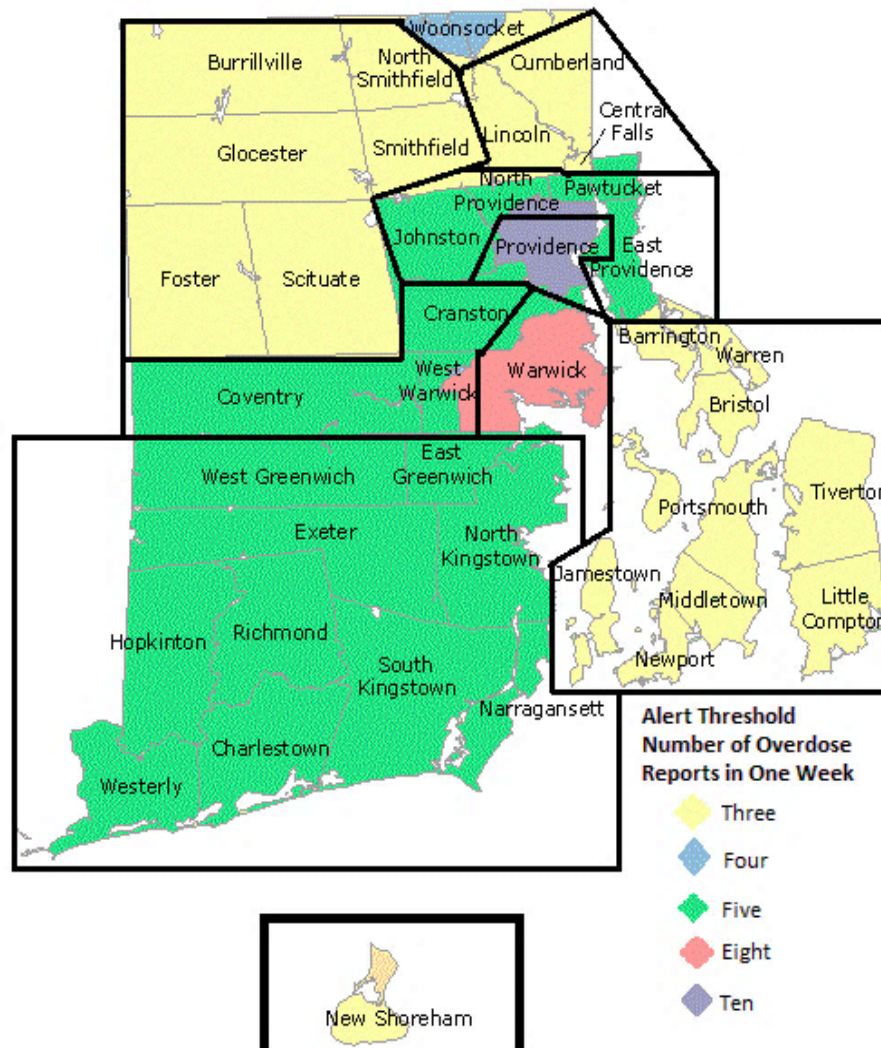 Woonsocket
Burrillville
North
Smithfield
Cumberland
Central
Falls
Lincoln
Glocester
Smithfield
North
Providence
Pawtucket
Johnston
Providence
East
Providence
Foster
Scituate
Cranston
Barrington
Warren
West
Warwick
Warwick
Coventry
Bristol
East
Greenwich
West Greenwich
Portsmouth
Tiverton
Exeter
North
Kingstown
Jamestown
Middletown
Little
Compton
Hopkinton
Richmond
South
Kingstown
Newport
Narragansett
Charlestown
Westerly
Alert Threshold
Number of Overdose
Reports in One Week
Three
Four
Five
Eight
Ten
New Shoreham